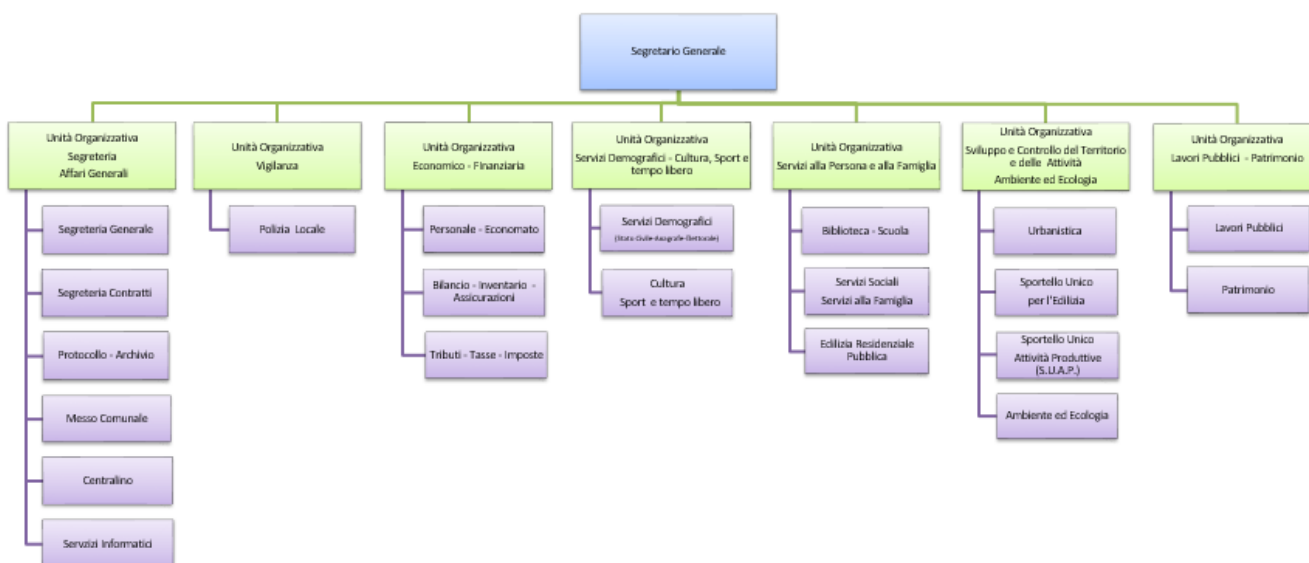 Segretario Generale
Unità Organizzativa
Segreteria
Affari Generali
Segreteria Generale
Segreteria Contratti
Protocollo - Archivio
Messo Comunale
Centralino
Servzizi Informatici
Unità Organizzativa
Vigilanza
Polizia Locale
Unità Organizzativa
Economico - Finanziaria
Personale - Economato
Bilancio - Inventario -
Assicurazioni
Tributi - Tasse - Imposte
Unità Organizzativa
Servizi Demografici - Cultura, Sport e
tempo libero
Servizi Demografici
(Stato Civile-Anagrafe-Elettorale)
Cultura
Sport e tempo libero
Unità Organizzativa
Servizi alla Persona e alla Famiglia
Biblioteca - Scuola
Servizi Sociali
Servizi alla Famiglia
Edilizia Residenziale
Pubblica
Unità Organizzativa
Sviluppo e Controllo del Territorio
e delle Attività
Ambiente ed Ecologia
Urbanistica
Sportello Unico
per l'Edilizia
Sportello Unico
Attività Produttive
(S.U.A.P.)
Ambiente ed Ecologia
Unità Organizzativa
Lavori Pubblici - Patrimonio
Lavori Pubblici
Patrimonio